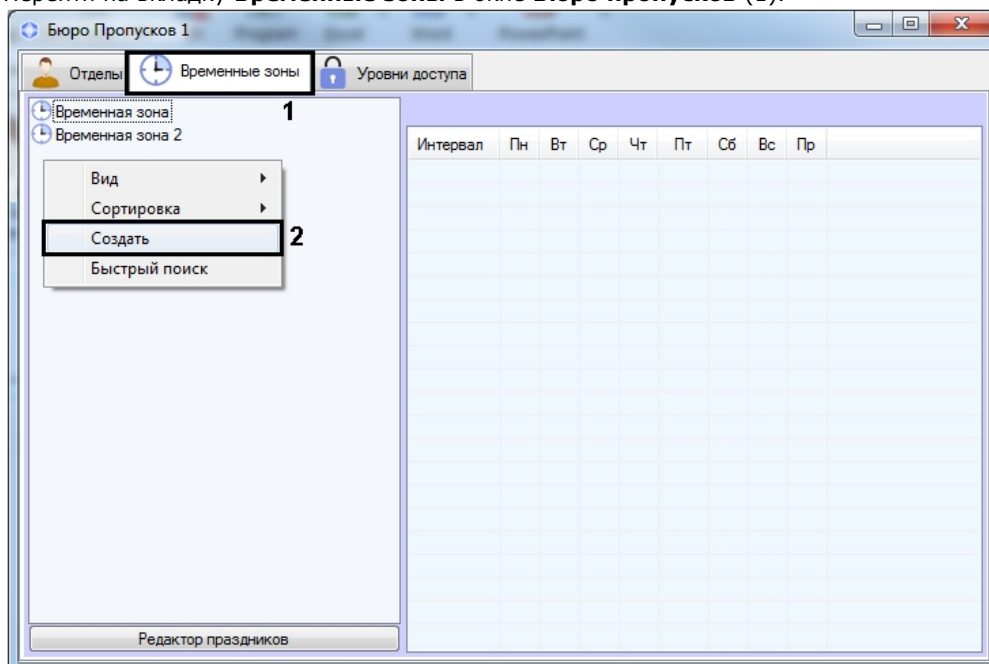 Перейти на вкладку Временные зоны в окне Бюро пропусков (1).
Бюро Пропусков 1
Отделы Временные зоны Уровни доступа
1
Временная зона
Временная зона 2
Интервал Пн Вт Ср Чт Пт Сб Вс Пр
Вид
Сортировка
Создать 2
Быстрый поиск
Редактор праздников